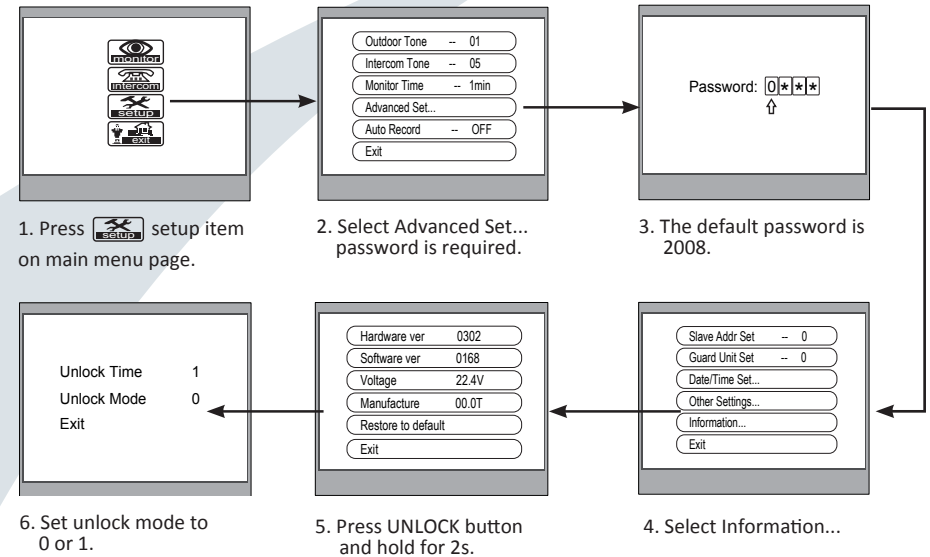 monitor
intercom
setup
exit
Outdoor Tone -- 01
Intercom Tone -- 05
Monitor Time -- 1min
Advanced Set...
Auto Record -- OFF
Exit
Password: 0***
1. Press setup setup item
on main menu page.
2. Select Advanced Set...
password is required.
3. The default password is
2008.
Slave Addr Set -- 0
Guard Unit Set -- 0
Date/Time Set...
Other Settings...
Information...
Exit
4. Select Information...
Hardware ver 0302
Software ver 0168
Voltage 22.4V
Manufacture 00.0T
Restore to default
Exit
5. Press UNLOCK button
and hold for 2s.
Unlock Time 1
Unlock Mode 0
Exit
6. Set unlock mode to
0 or 1.